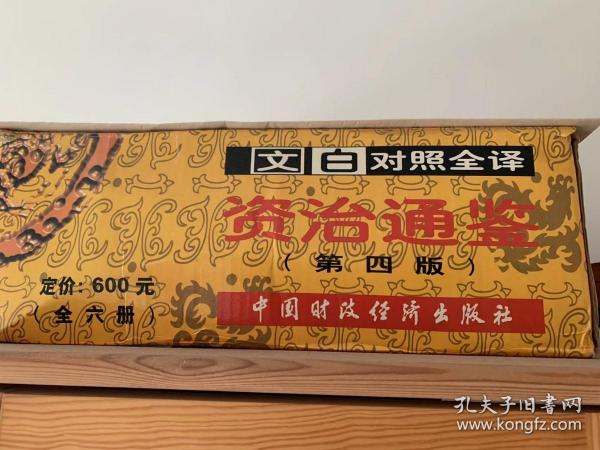 文白对照全译
资治通鉴
(第四版)
定价：600元
(全六册)
中国财政经济出版社
孔夫子旧书网
www.kongfz.com